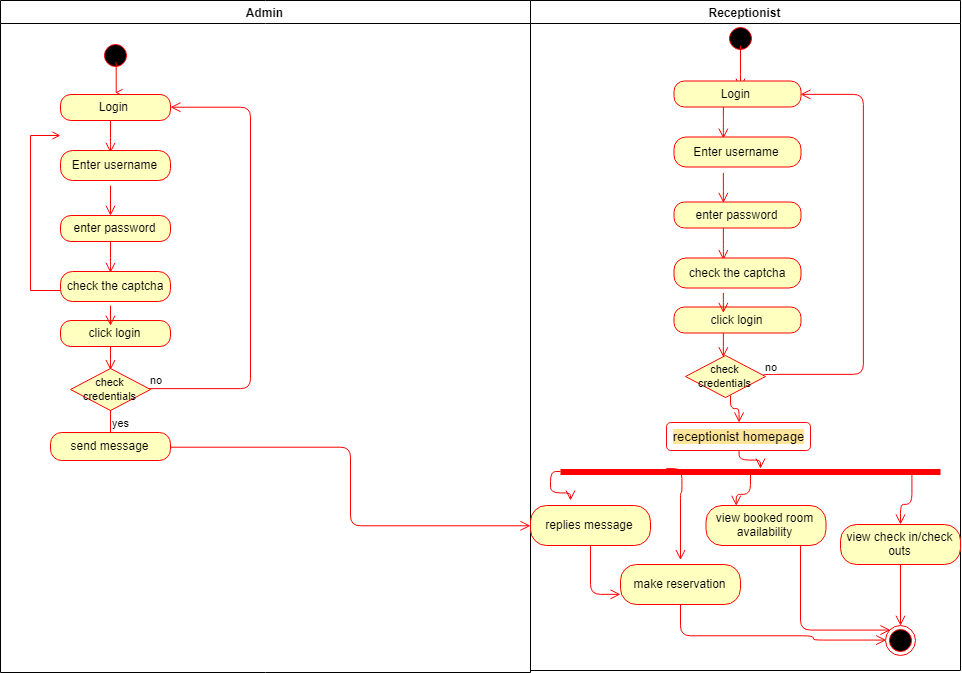 Admin
Receptionist
Login
Enter username
enter password
check the captcha
click login
check
credentials
no
yes
send message
Login
Enter username
enter password
check the captcha
click login
check
credentials
no
receptionist homepage
replies message
view booked room
availability
view check in/check
outs
make reservation